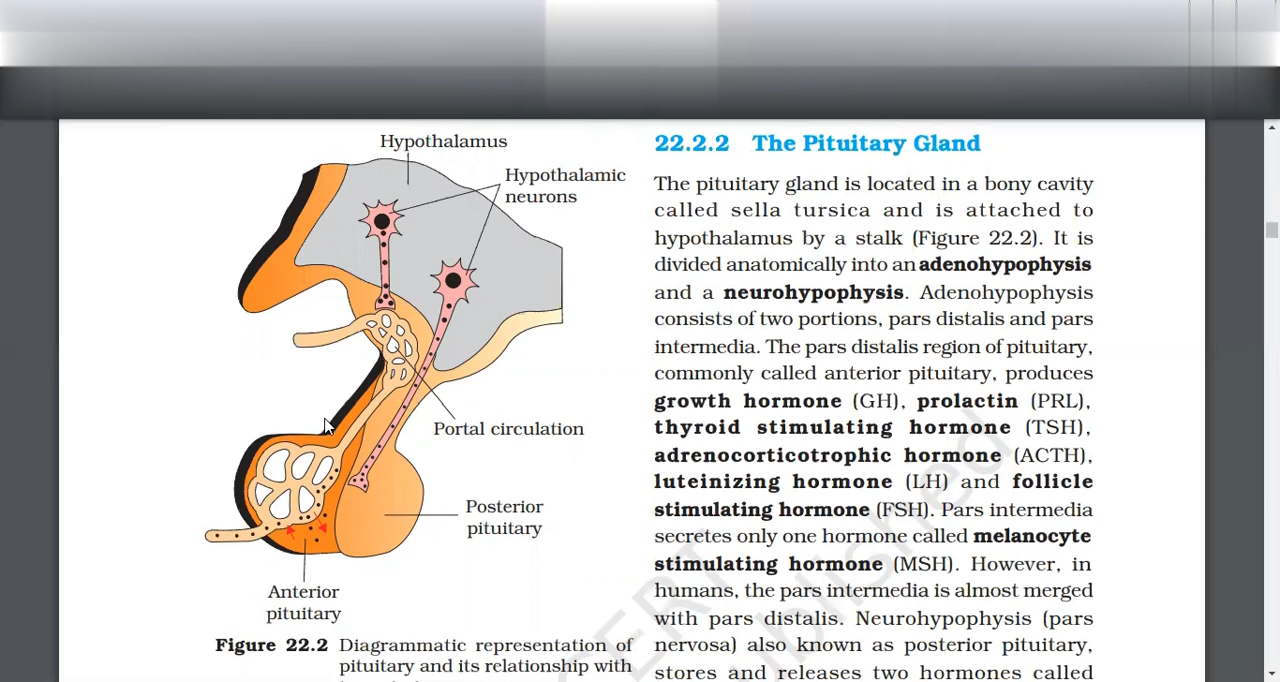 Hypothalamus
Hypothalamic
neurons
Portal circulation
Posterior
pituitary
Anterior
pituitary
Figure 22.2 Diagrammatic representation of
pituitary and its relationship with
22.2.2 The Pituitary Gland
The pituitary gland is located in a bony cavity
called sella tursica and is attached to
hypothalamus by a stalk (Figure 22.2). It is
divided anatomically into an adenohypophysis
and a neurohypophysis. Adenohypophysis
consists of two portions, pars distalis and pars
intermedia. The pars distalis region of pituitary,
commonly called anterior pituitary, produces
growth hormone (GH), prolactin (PRL),
thyroid stimulating hormone (TSH),
adrenocorticotrophic hormone (ACTH),
luteinizing hormone (LH) and follicle
stimulating hormone (FSH). Pars intermedia
secretes only one hormone called melanocyte
stimulating hormone (MSH). However, in
humans, the pars intermedia is almost merged
with pars distalis. Neurohypophysis (pars
nervosa) also known as posterior pituitary,
stores and releases two hormones called